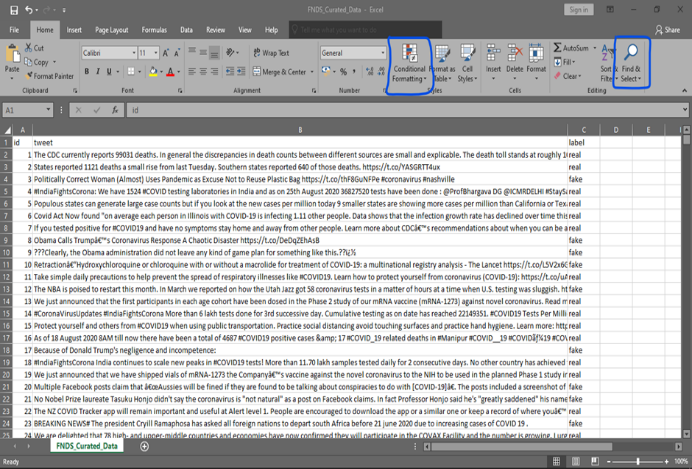 FNDS_Curated_Data - Excel
Sign in
File Home Insert Page Layout Formulas Data Review View Help Tell me what you want to do Share
Paste
Cut
Copy
Format Painter
Clipboard
Calibri 11
B I U
Font
Wrap Text
Merge & Center
Alignment
General
Number
Conditional Formatting
Format as Table
Cell Styles
Styles
Insert Delete Format
Cells
AutoSum
Fill
Clear
Sort & Filter
Find & Select
Editing
A1 fx id
A B C D E
1 id tweet label
2 1 The CDC currently reports 99031 deaths. In general the discrepancies in death counts between different sources are small and explicable. The death toll stands at roughly 10 real
3 2 States reported 1121 deaths a small rise from last Tuesday. Southern states reported 640 of those deaths. https://t.co/YASGRTT4ux real
4 3 Politically Correct Woman (Almost) Uses Pandemic as Excuse Not to Reuse Plastic Bag https://t.co/thF8GuNFPe #coronavirus #nashville fake
5 4 #IndiaFightsCorona: We have 1524 #COVID testing laboratories in India and as on 25th August 2020 36827520 tests have been done : @ProfBhargava DG @ICMRDELHI #StaySa real
6 5 Populous states can generate large case counts but if you look at the new cases per million today 9 smaller states are showing more cases per million than California or Tex real
7 6 Covid Act Now found "on average each person in Illinois with COVID-19 is infecting 1.11 other people. Data shows that the infection growth rate has declined over time this real
8 7 If you tested positive for #COVID19 and have no symptoms stay home and away from other people. Learn more about CDCâ€™s recommendations about when you can be a real
9 8 Obama Calls Trumpâ€™s Coronavirus Response A Chaotic Disaster https://t.co/DeDqZEhAsB fake
10 9 ???Clearly, the Obama administration did not leave any kind of game plan for something like this.??ï¿½ fake
11 10 Retractionâ€”Hydroxychloroquine or chloroquine with or without a macrolide for treatment of COVID-19: a multinational registry analysis - The Lancet https://t.co/L5V2x6G fake
12 11 Take simple daily precautions to help prevent the spread of respiratory illnesses like #COVID19. Learn how to protect yourself from coronavirus (COVID-19): https://t.co/uA real
13 12 The NBA is poised to restart this month. In March we reported on how the Utah Jazz got 58 coronavirus tests in a matter of hours at a time when U.S. testing was sluggish. ht fake
14 13 We just announced that the first participants in each age cohort have been dosed in the Phase 2 study of our mRNA vaccine (mRNA-1273) against novel coronavirus. Read m real
15 14 #CoronaVirusUpdates #IndiaFightsCorona More than 6 lakh tests done for 3rd successive day. Cumulative testing as on date has reached 22149351. #COVID19 Tests Per Milli real
16 15 Protect yourself and others from #COVID19 when using public transportation. Practice social distancing avoid touching surfaces and practice hand hygiene. Learn more: http real
17 16 As of 18 August 2020 8AM till now there have been a total of 4687 #COVID19 positive cases &amp; 17 #COVID_19 related deaths in #Manipur #COVID__19 real
18 17 Because of Donald Trump's negligence and incompetence: fake
19 18 #IndiaFightsCorona India continues to scale new peaks in #COVID19 tests! More than 11.70 lakh samples tested daily for 2 consecutive days. No other country has achieved real
20 19 We just announced that we have shipped vials of mRNA-1273 the Companyâ€™s vaccine against the novel coronavirus to the NIH to be used in the planned Phase 1 study in real
21 20 Multiple Facebook posts claim that â€œAussies will be fined if they are found to be talking about conspiracies to do with [COVID-19]â€. The posts included a screenshot of fake
22 21 No Nobel Prize laureate Tasuku Honjo didn't say the coronavirus is "not natural" as a post on Facebook claims. In fact Professor Honjo said he's "greatly saddened" his name fake
23 22 The NZ COVID Tracker app will remain important and useful at Alert level 1. People are encouraged to download the app or a similar one or keep a record of where youâ€™ real
24 23 BREAKING NEWS# The president Cryill Ramaphosa has asked all foreign nations to depart south Africa before 21 june 2020 due to increasing cases of COVID 19 . fake
25 24 We are delighted that 78 high- and upper-middle countries and economies have now confirmed they will participate in the COVAX Facility and the number is growing. I urg real
FNDS_Curated_Data
Ready 100%